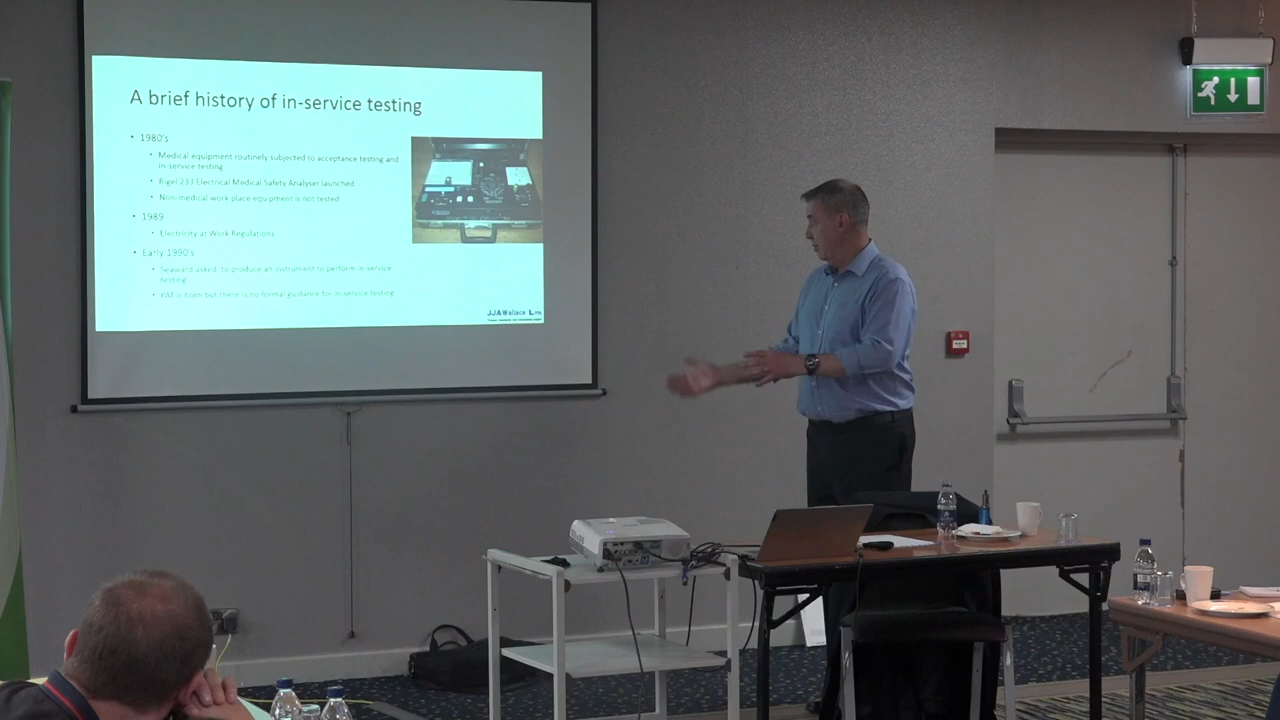 A brief history of in-service testing
• 1980's
• Medical equipment routinely subjected to acceptance testing and
in-service testing
• Rigel 233 Electrical Medical Safety Analyser launched
• Non-medical work place equipment is not tested
• 1989
• Electricity at Work Regulations
• Early 1990's
• Seaward asked to produce an instrument to perform in-service
testing
• PAT is born but there is no formal guidance for in-service testing
JJAWallace LTD.